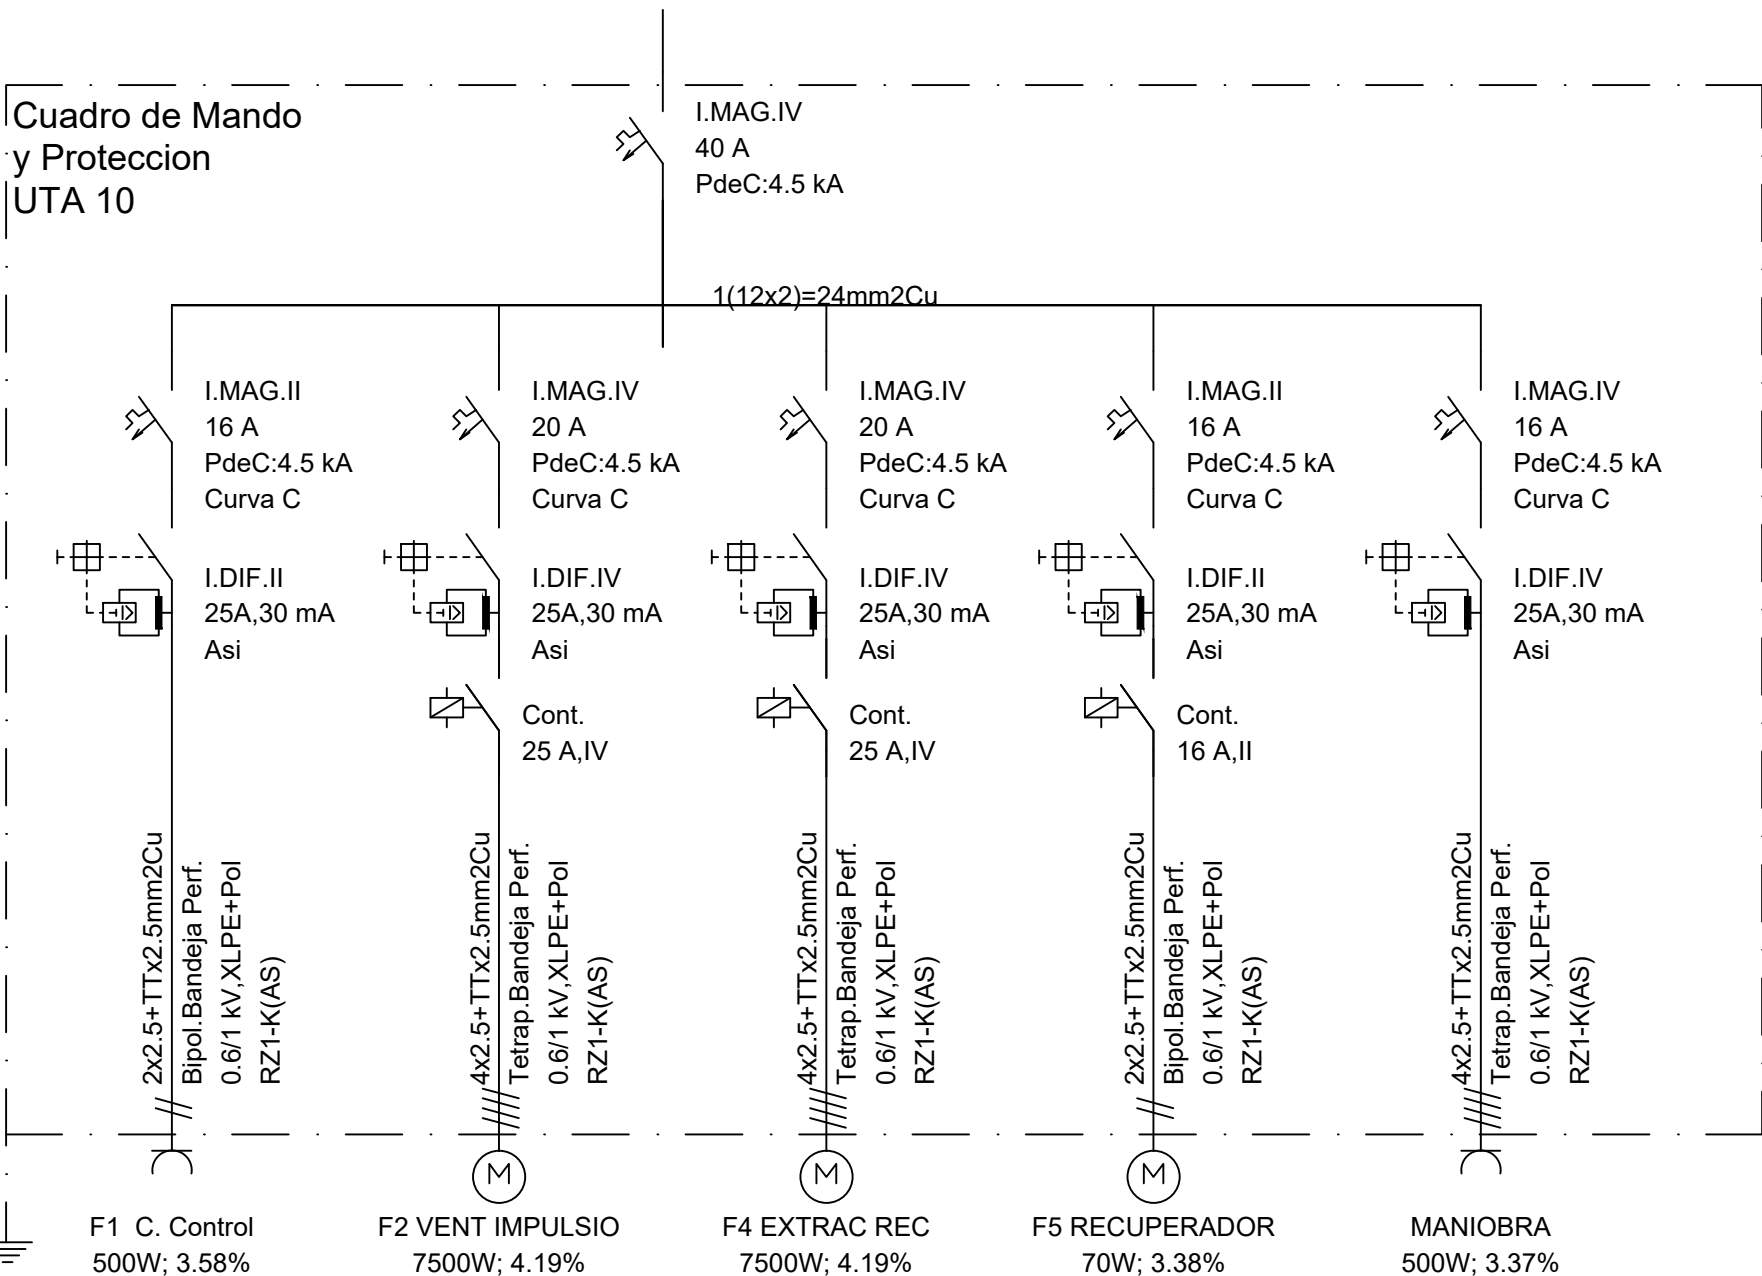 Cuadro de Mando
y Proteccion
UTA 10
I.MAG.IV
40 A
PdeC:4.5 kA
1(12x2)=24mm2Cu
I.MAG.II
16 A
PdeC:4.5 kA
Curva C
I.DIF.II
25A,30 mA
Asi
2x2.5+TTx2.5mm2Cu
Bipol.Bandeja Perf.
0.6/1 kV,XLPE+Pol
RZ1-K(AS)
F1  C. Control
500W; 3.58%
I.MAG.IV
20 A
PdeC:4.5 kA
Curva C
I.DIF.IV
25A,30 mA
Asi
Cont.
25 A,IV
4x2.5+TTx2.5mm2Cu
Tetrap.Bandeja Perf.
0.6/1 kV,XLPE+Pol
RZ1-K(AS)
M
F2 VENT IMPULSIO
7500W; 4.19%
I.MAG.IV
20 A
PdeC:4.5 kA
Curva C
I.DIF.IV
25A,30 mA
Asi
Cont.
25 A,IV
4x2.5+TTx2.5mm2Cu
Tetrap.Bandeja Perf.
0.6/1 kV,XLPE+Pol
RZ1-K(AS)
M
F4 EXTRAC REC
7500W; 4.19%
I.MAG.II
16 A
PdeC:4.5 kA
Curva C
I.DIF.II
25A,30 mA
Asi
Cont.
16 A,II
2x2.5+TTx2.5mm2Cu
Bipol.Bandeja Perf.
0.6/1 kV,XLPE+Pol
RZ1-K(AS)
M
F5 RECUPERADOR
70W; 3.38%
I.MAG.IV
16 A
PdeC:4.5 kA
Curva C
I.DIF.IV
25A,30 mA
Asi
4x2.5+TTx2.5mm2Cu
Tetrap.Bandeja Perf.
0.6/1 kV,XLPE+Pol
RZ1-K(AS)
MANIOBRA
500W; 3.37%